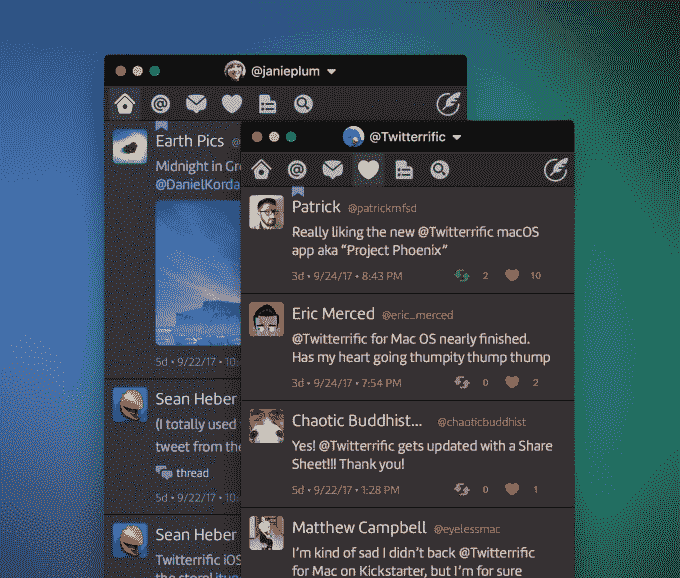 @janieplum
Earth Pics
Midnight in Gr
@DanielKorda
5d • 9/22/17 • 10
Sean Heber
(I totally used
tweet from the
thread
5d • 9/22/17 • 10
Sean Heber
Twitterrific iOS
@Twitterrific
Patrick @patrickmfsd
Really liking the new @Twitterrific macOS
app aka “Project Phoenix”
3d • 9/24/17 • 8:43 PM 2 10
Eric Merced @eric_merced
@Twitterrific for Mac OS nearly finished.
Has my heart going thumpity thump thump
3d • 9/24/17 • 7:54 PM 0 2
Chaotic Buddhist... @chaoticbuddhist
Yes! @Twitterrific gets updated with a Share
Sheet!!! Thank you!
5d • 9/22/17 • 1:28 PM 0 1
Matthew Campbell @eyelessmac
I’m kind of sad I didn’t back @Twitterrific
for Mac on Kickstarter, but I’m for sure